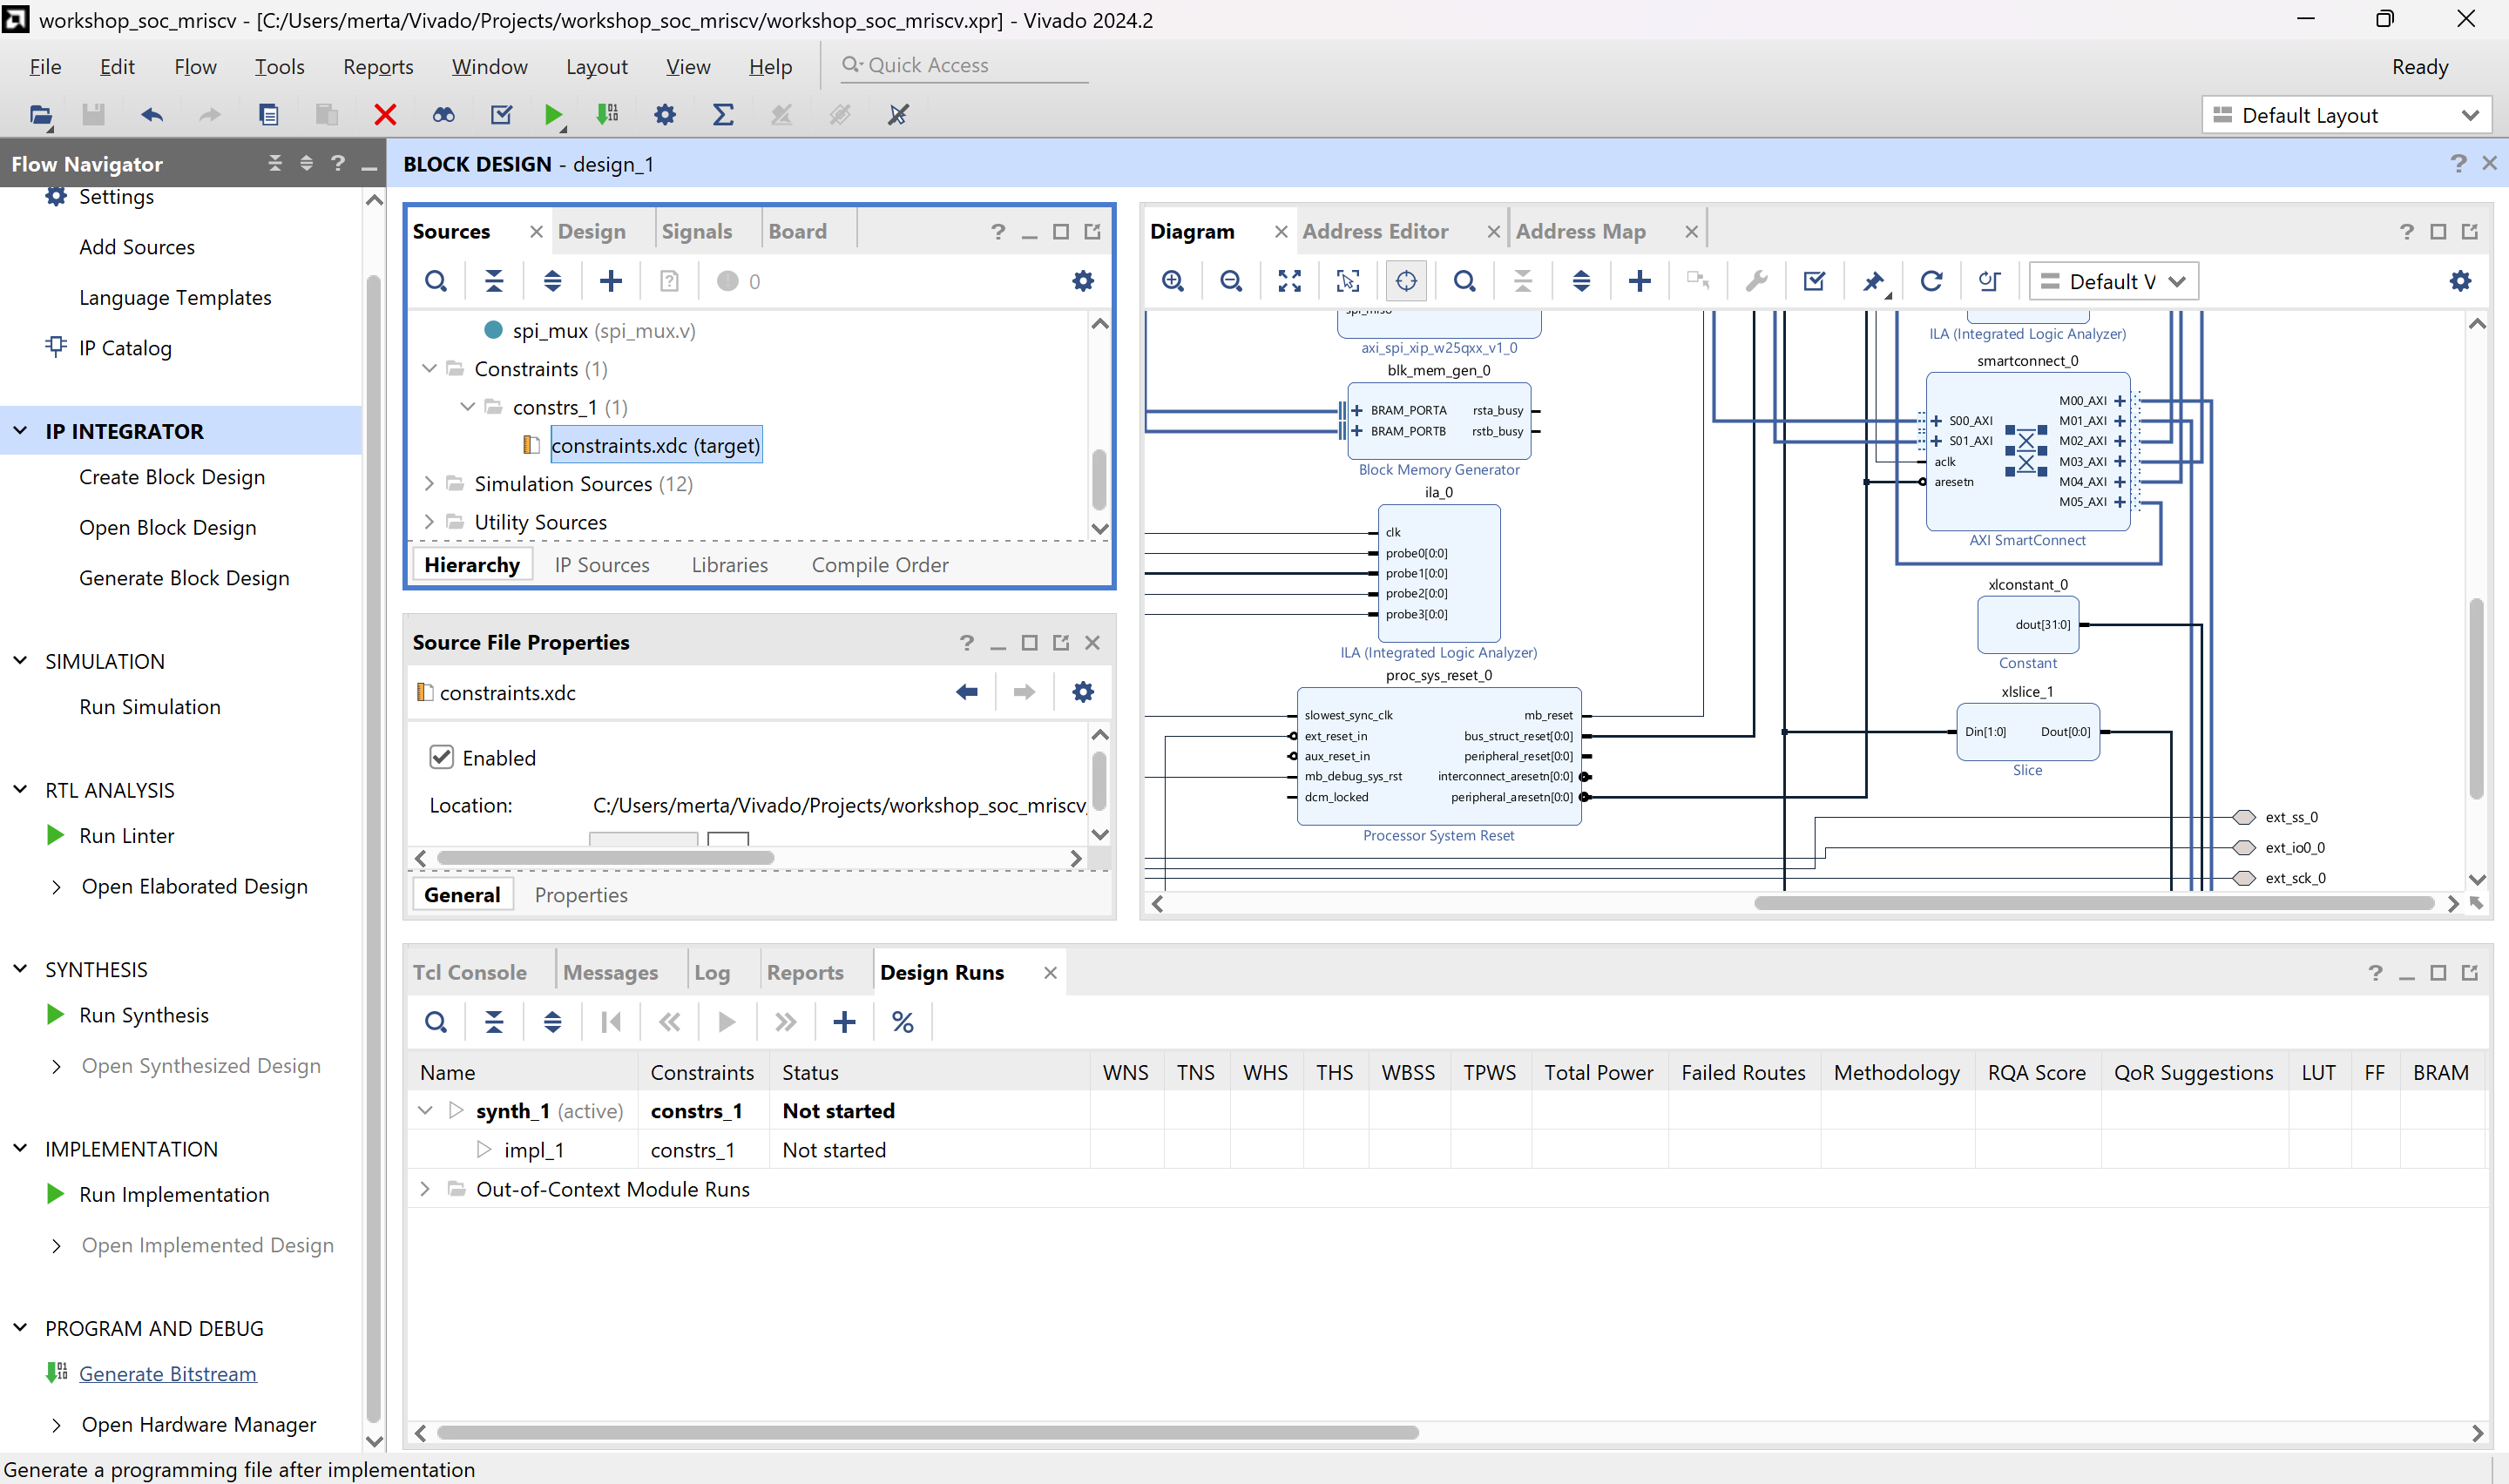 workshop_soc_mriscv - [C:/Users/merta/Vivado/Projects/workshop_soc_mriscv/workshop_soc_mriscv.xpr] - Vivado 2024.2
File Edit Flow Tools Reports Window Layout View Help Quick Access Ready
Default Layout
Flow Navigator
Settings
Add Sources
Language Templates
IP Catalog
IP INTEGRATOR
Create Block Design
Open Block Design
Generate Block Design
SIMULATION
Run Simulation
RTL ANALYSIS
Run Linter
Open Elaborated Design
SYNTHESIS
Run Synthesis
Open Synthesized Design
IMPLEMENTATION
Run Implementation
Open Implemented Design
PROGRAM AND DEBUG
Generate Bitstream
Open Hardware Manager
BLOCK DESIGN - design_1
Sources Design Signals Board
0
spi_mux (spi_mux.v)
Constraints (1)
constrs_1 (1)
constraints.xdc (target)
Simulation Sources (12)
Utility Sources
Hierarchy IP Sources Libraries Compile Order
Source File Properties
constraints.xdc
Enabled
Location: C:/Users/merta/Vivado/Projects/workshop_soc_mriscv
General Properties
Diagram Address Editor Address Map
Default V
axi_spi_xip_w25qxx_v1_0
blk_mem_gen_0
BRAM_PORTA rsta_busy
BRAM_PORTB rstb_busy
Block Memory Generator
ila_0
clk
probe0[0:0]
probe1[0:0]
probe2[0:0]
probe3[0:0]
ILA (Integrated Logic Analyzer)
proc_sys_reset_0
slowest_sync_clk mb_reset
ext_reset_in bus_struct_reset[0:0]
aux_reset_in peripheral_reset[0:0]
mb_debug_sys_rst interconnect_aresetn[0:0]
dcm_locked peripheral_aresetn[0:0]
Processor System Reset
ILA (Integrated Logic Analyzer)
smartconnect_0
M00_AXI
S00_AXI M01_AXI
S01_AXI M02_AXI
aclk M03_AXI
aresetn M04_AXI
M05_AXI
AXI SmartConnect
xlconstant_0
dout[31:0]
Constant
xlslice_1
Din[1:0] Dout[0:0]
Slice
ext_ss_0
ext_io0_0
ext_sck_0
Tcl Console Messages Log Reports Design Runs
Name Constraints Status WNS TNS WHS THS WBSS TPWS Total Power Failed Routes Methodology RQA Score QoR Suggestions LUT FF BRAM
synth_1 (active) constrs_1 Not started
impl_1 constrs_1 Not started
Out-of-Context Module Runs
Generate a programming file after implementation